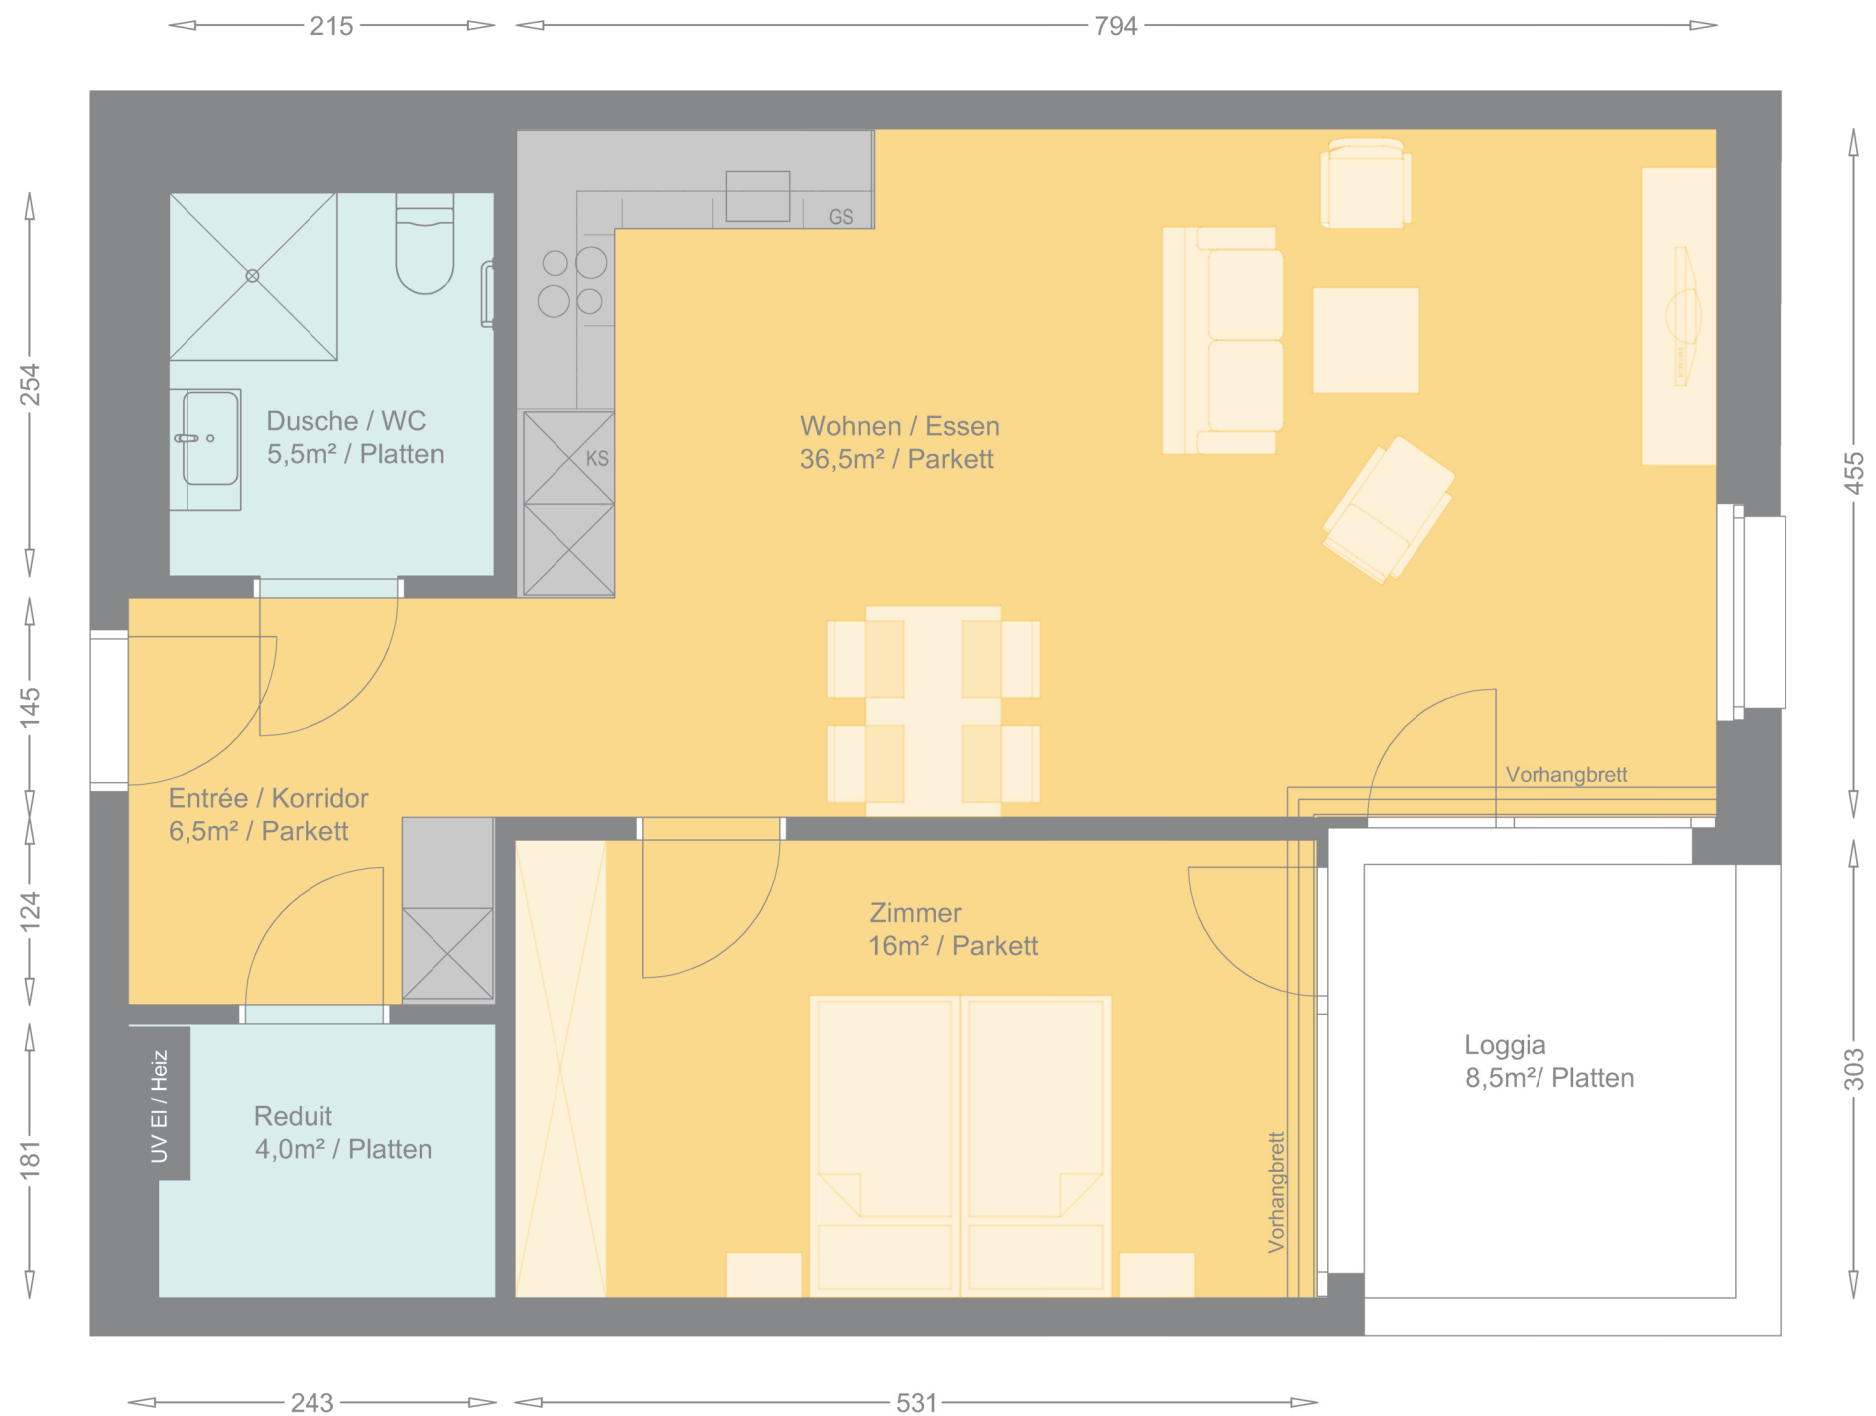 215
794
GS
254
Dusche / WC
5,5m² / Platten
KS
Wohnen / Essen
36,5m² / Parkett
455
145
Vorhangbrett
Entrée / Korridor
6,5m² / Parkett
124
Zimmer
16m² / Parkett
Loggia
8,5m²/ Platten
303
UV El / Heiz
Reduit
4,0m² / Platten
181
Vorhangbrett
243
531